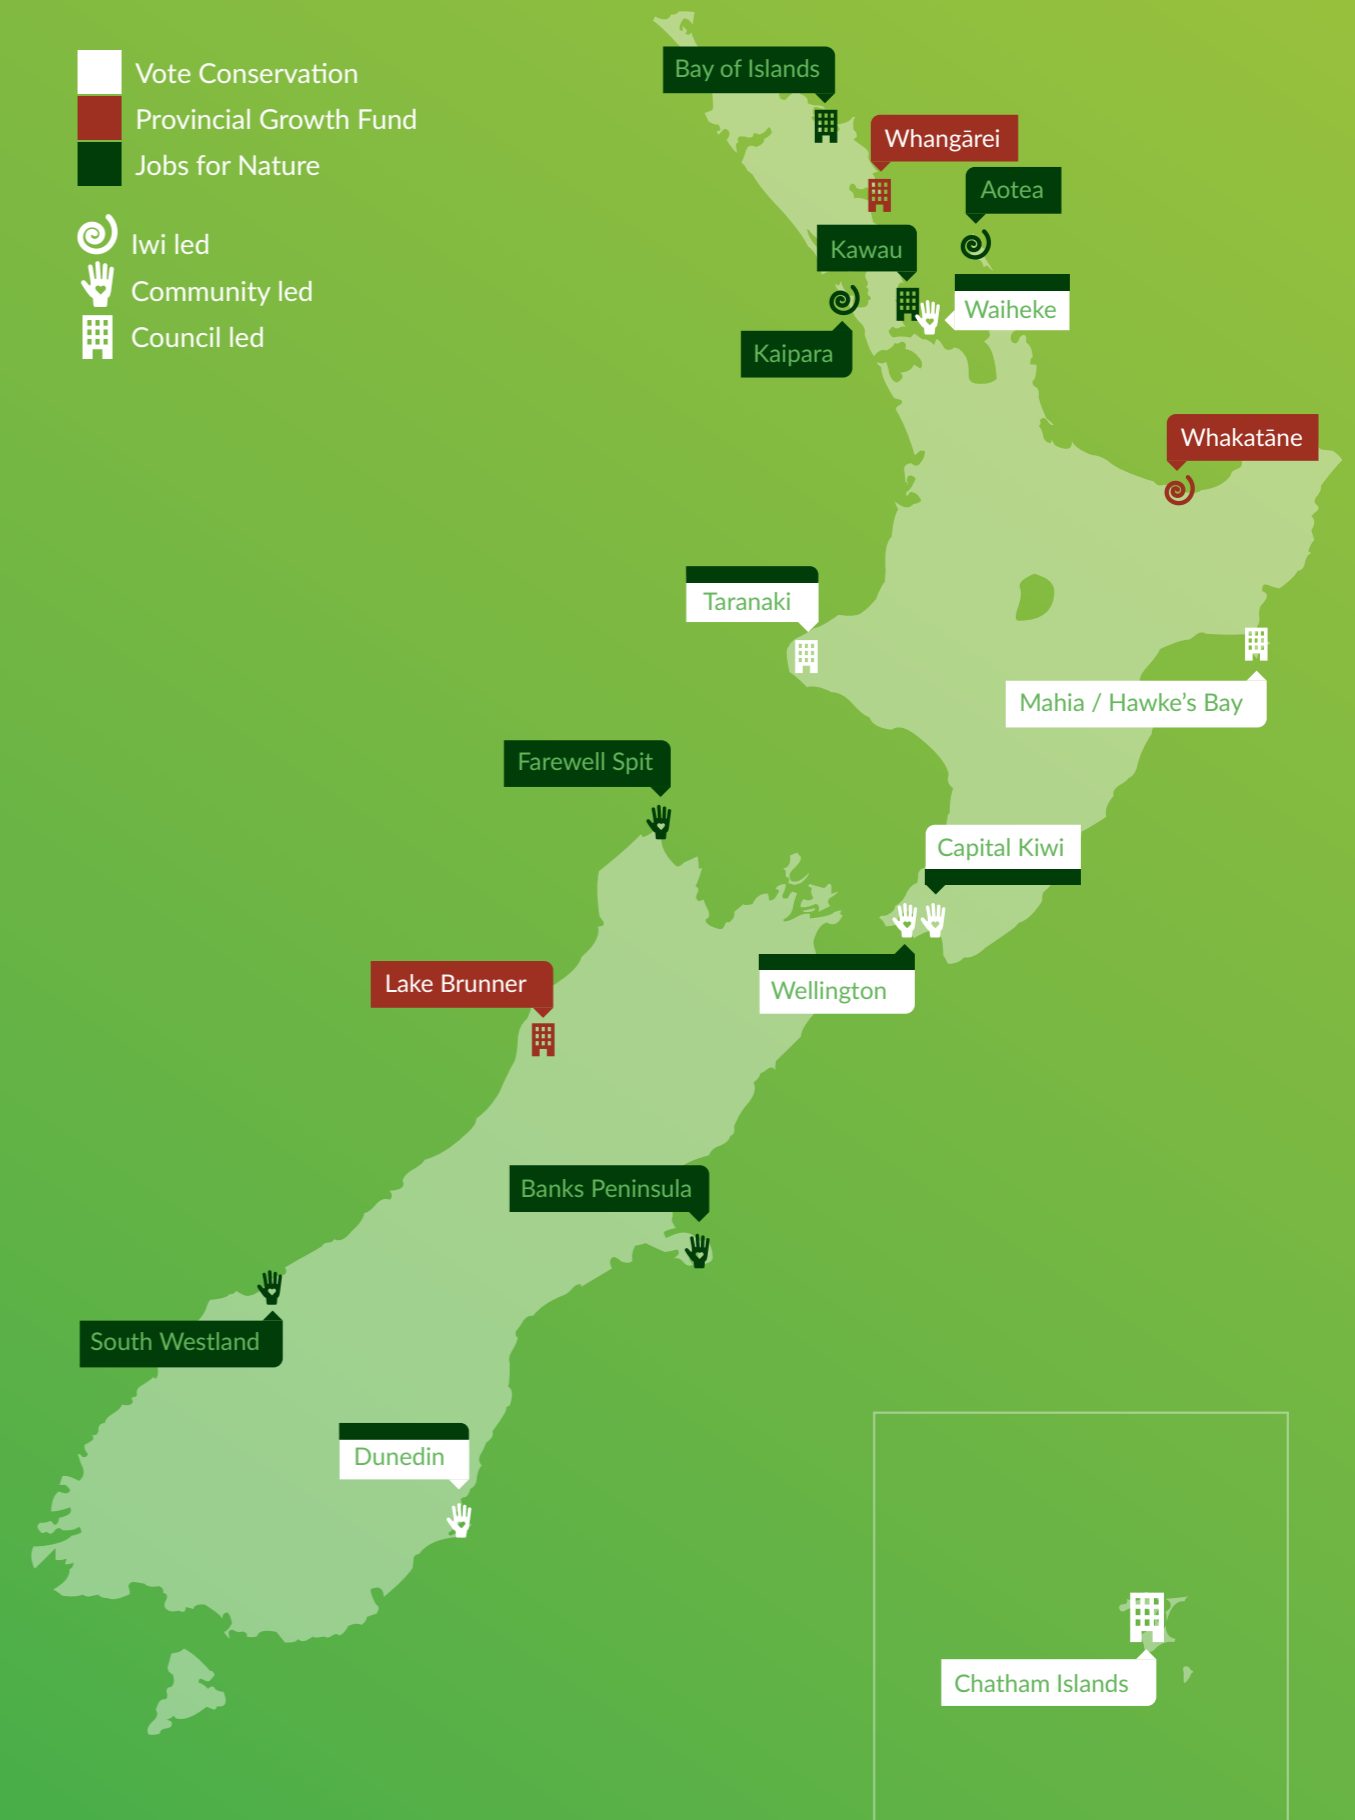 Vote Conservation
Provincial Growth Fund
Jobs for Nature
Iwi led
Community led
Council led
Bay of Islands
Whangārei
Aotea
Kawau
Waiheke
Kaipara
Whakatāne
Taranaki
Mahia / Hawke’s Bay
Farewell Spit
Capital Kiwi
Wellington
Lake Brunner
Banks Peninsula
South Westland
Dunedin
Chatham Islands